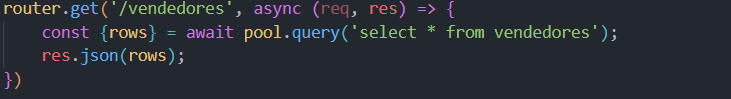 router.get('/vendedores', async (req, res) => {
    const {rows} = await pool.query('select * from vendedores');
    res.json(rows);
})